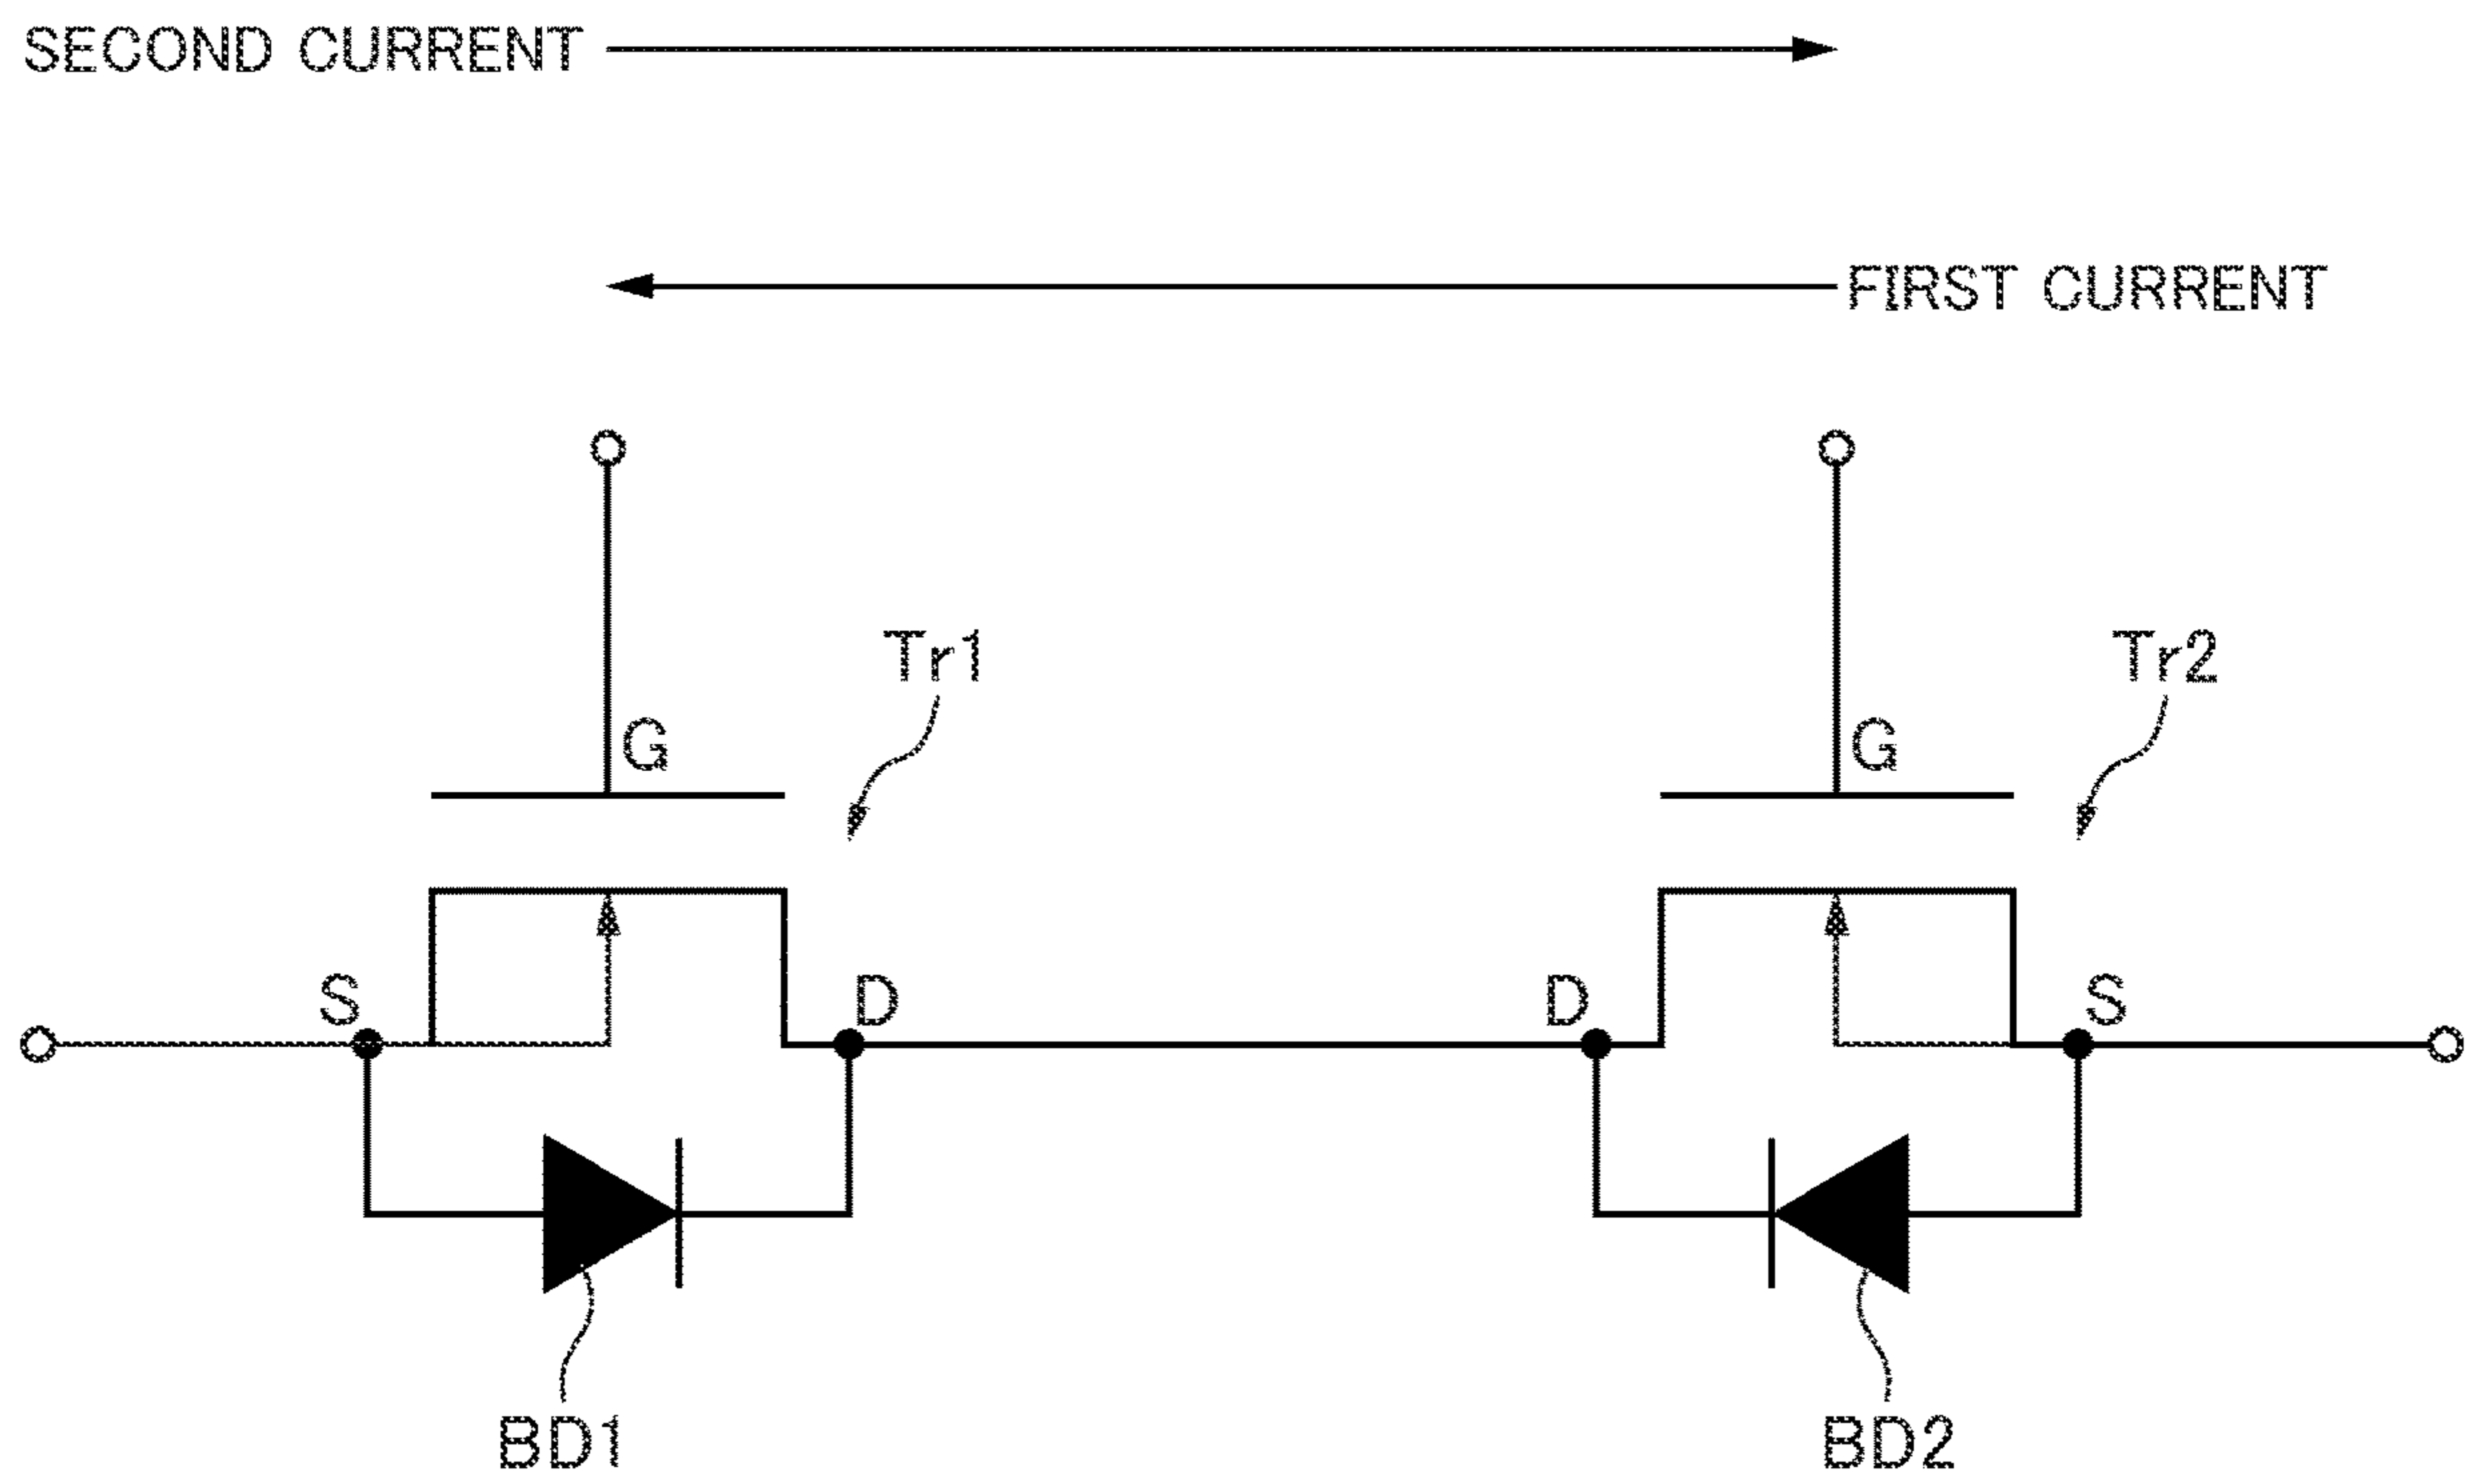 SECOND CURRENT
FIRST CURRENT
Tr1
Tr2
G
G
S
D
D
S
BD1
BD2